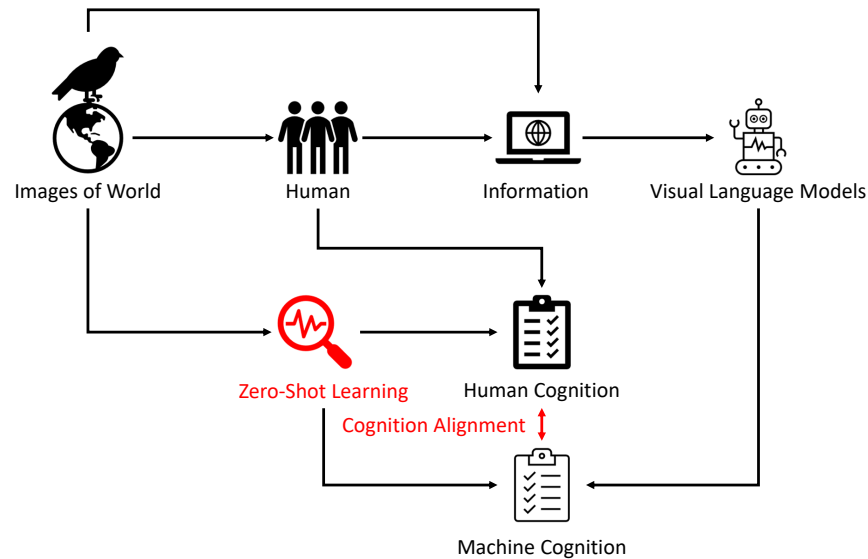 Images of World
Human
Information
Visual Language Models
Zero-Shot Learning
Human Cognition
Cognition Alignment
Machine Cognition